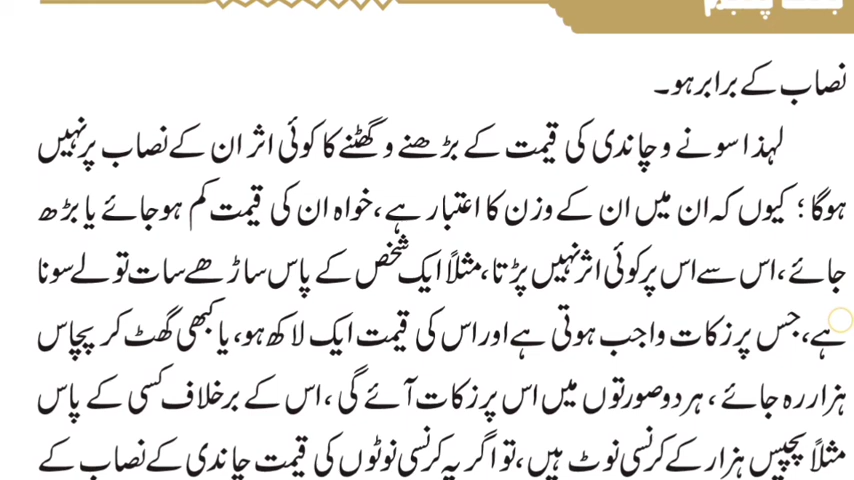 نصاب کے برابر ہو۔
لہذا سونے و چاندی کی قیمت کے بڑھنے و گھٹنے کا کوئی اثر ان کے نصاب پر نہیں
ہوگا؛ کیوں کہ ان میں ان کے وزن کا اعتبار ہے، خواہ ان کی قیمت کم ہو جائے یا بڑھ
جائے، اس سے اس پر کوئی اثر نہیں پڑتا، مثلاً ایک شخص کے پاس ساڑھے سات تولے سونا
ہے، جس پر زکات واجب ہوتی ہے اور اس کی قیمت ایک لاکھ ہو، یا کبھی گھٹ کر پچاس
ہزار رہ جائے، ہر دو صورتوں میں اس پر زکات آئے گی، اس کے برخلاف کسی کے پاس
مثلاً پچیس ہزار کے کرنسی نوٹ ہیں، تو اگر یہ کرنسی نوٹوں کی قیمت چاندی کے نصاب کے